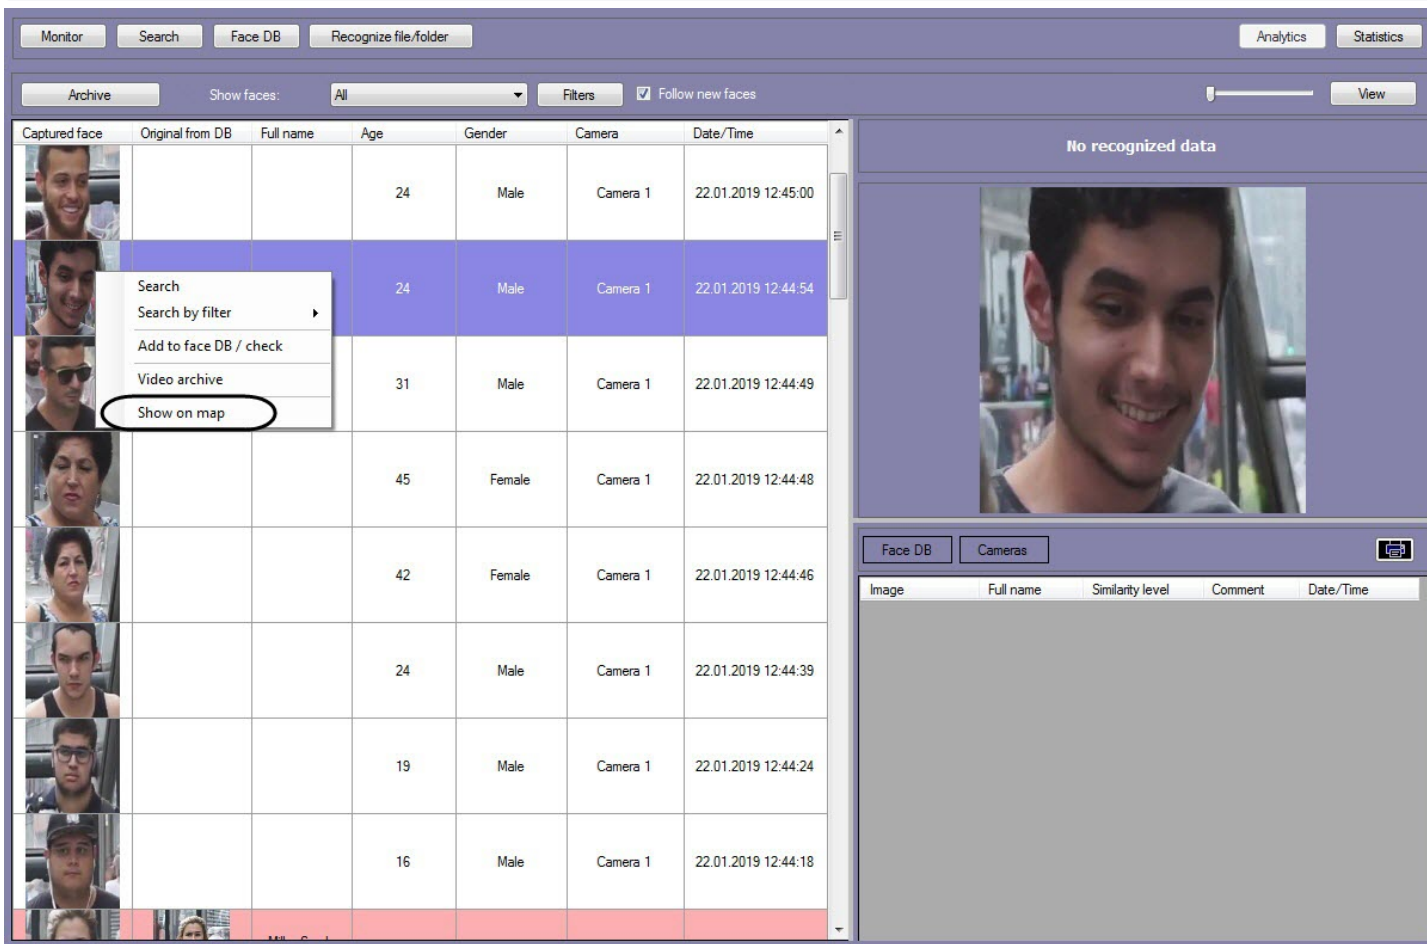 Monitor Search Face DB Recognize file/folder Analytics Statistics
Archive Show faces: All Filters Follow new faces View
Captured face Original from DB Full name Age Gender Camera Date/Time
No recognized data
24 Male Camera 1 22.01.2019 12:45:00
24 Male Camera 1 22.01.2019 12:44:54
Search
Search by filter
Add to face DB / check
Video archive
Show on map
31 Male Camera 1 22.01.2019 12:44:49
45 Female Camera 1 22.01.2019 12:44:48
42 Female Camera 1 22.01.2019 12:44:46
24 Male Camera 1 22.01.2019 12:44:39
19 Male Camera 1 22.01.2019 12:44:24
16 Male Camera 1 22.01.2019 12:44:18
Face DB Cameras
Image Full name Similarity level Comment Date/Time